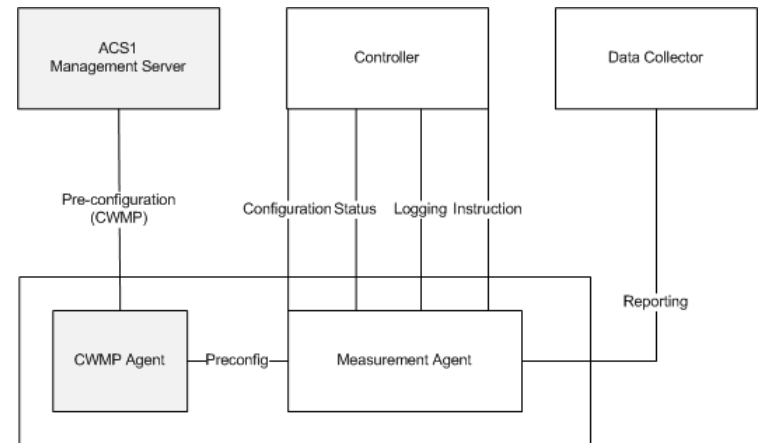 ACS1
Management Server
Controller
Data Collector
Pre-configuration
(CWMP)
Configuration
Status
Logging
Instruction
Reporting
CWMP Agent
Preconfig
Measurement Agent